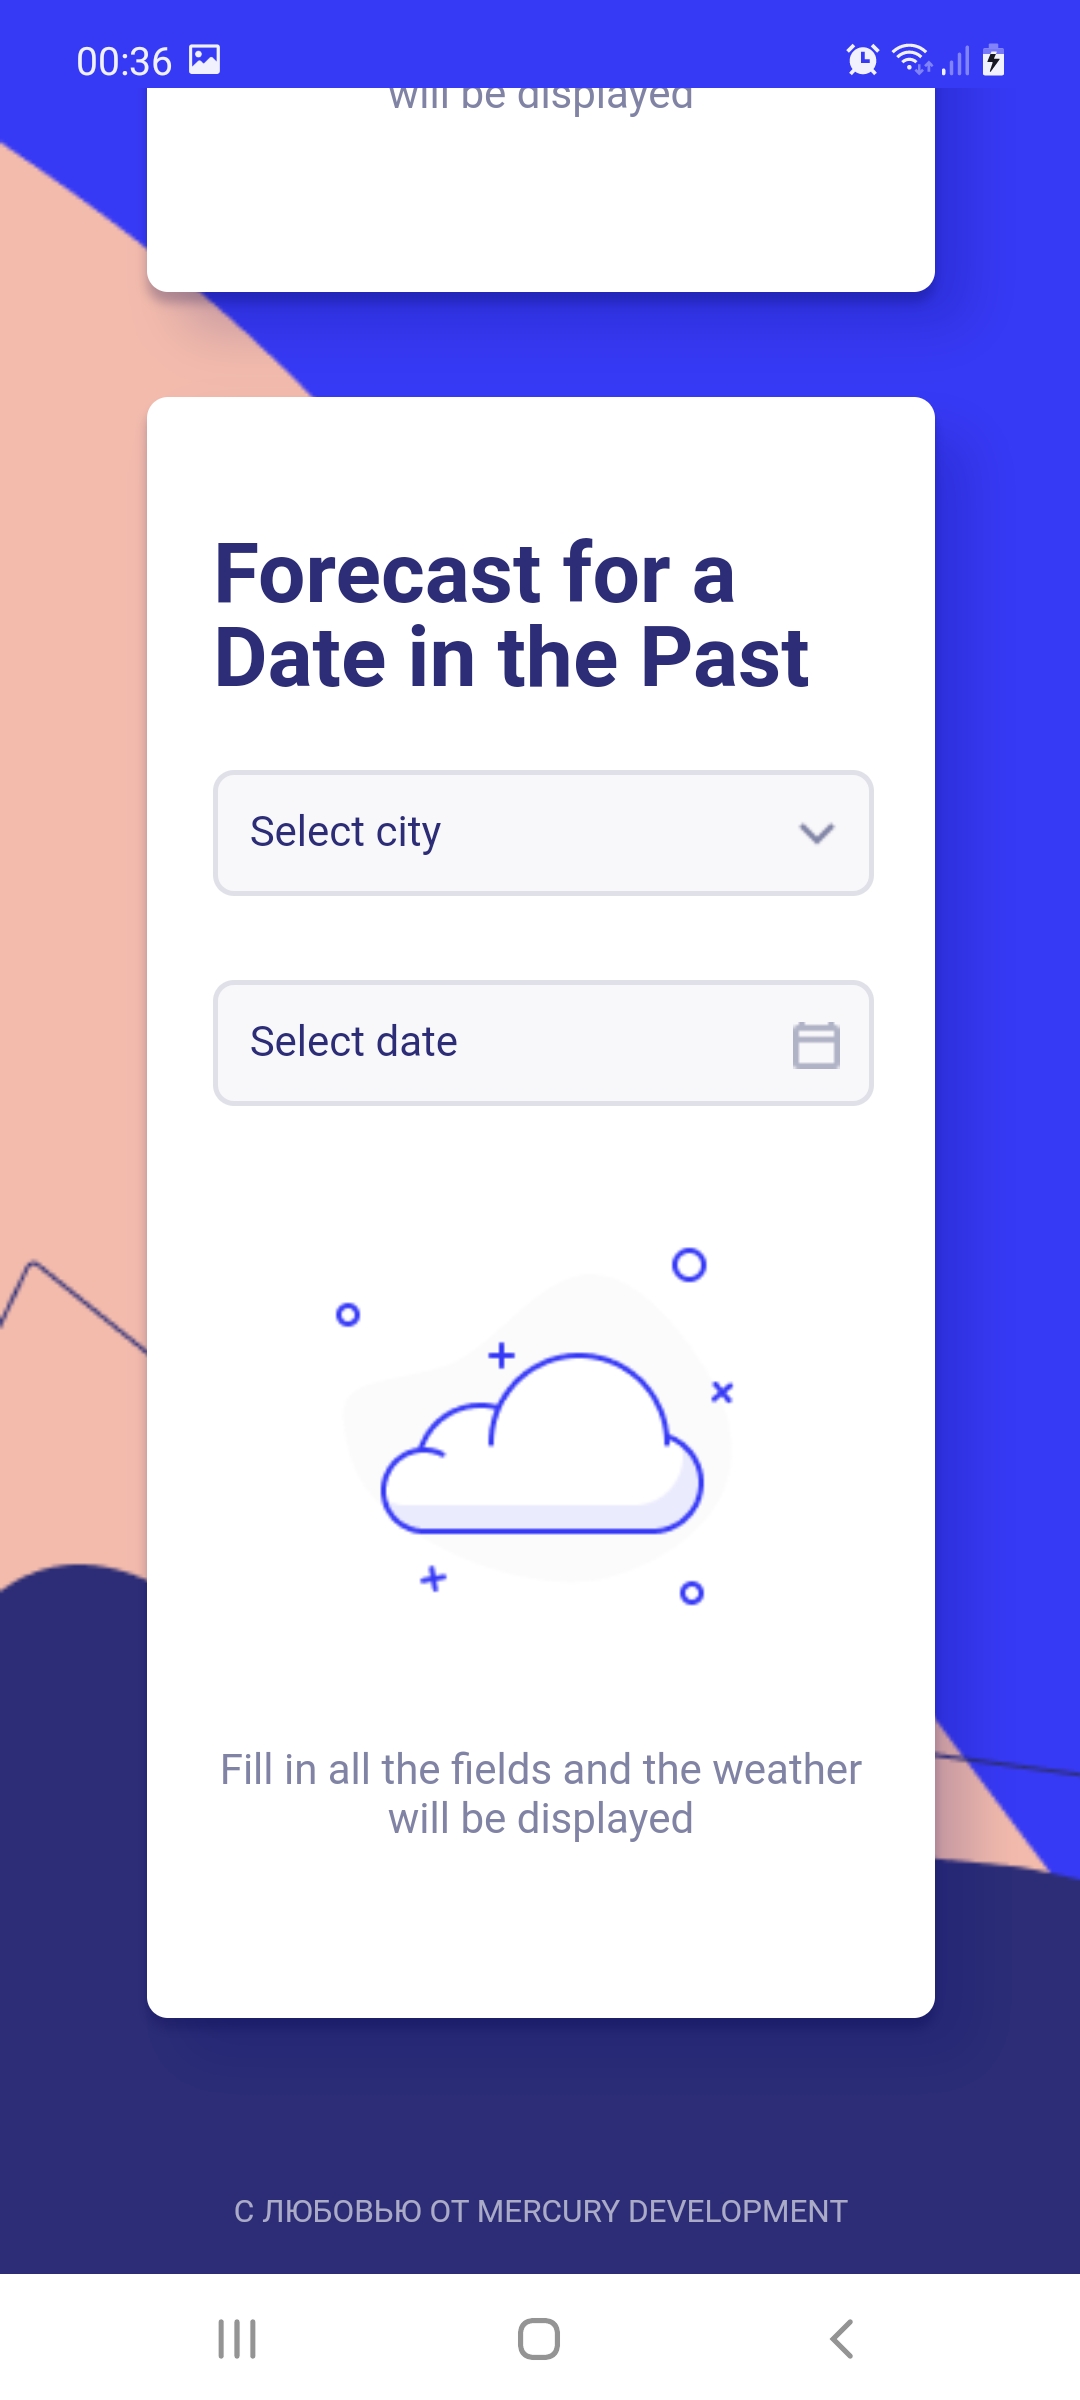 00:36
will be displayed
Forecast for a
Date in the Past
Select city
Select date
Fill in all the fields and the weather
will be displayed
С ЛЮБОВЬЮ ОТ MERCURY DEVELOPMENT